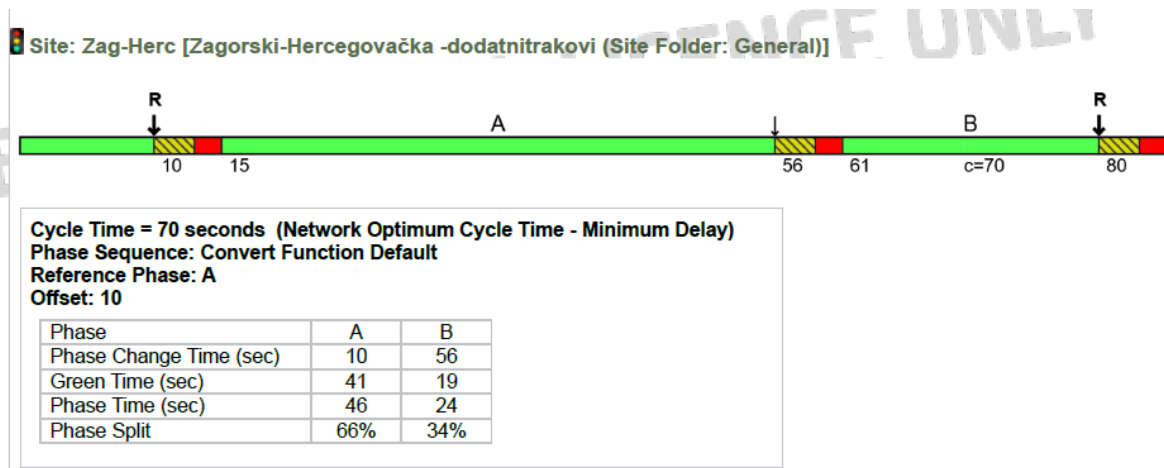 LICENCE ONLY
Site: Zag-Herc [Zagorski-Hercegovačka -dodatnitrakovi (Site Folder: General)]
R A B R
10 15 56 61 c=70 80
Cycle Time = 70 seconds (Network Optimum Cycle Time - Minimum Delay)
Phase Sequence: Convert Function Default
Reference Phase: A
Offset: 10
Phase A B
Phase Change Time (sec) 10 56
Green Time (sec) 41 19
Phase Time (sec) 46 24
Phase Split 66% 34%